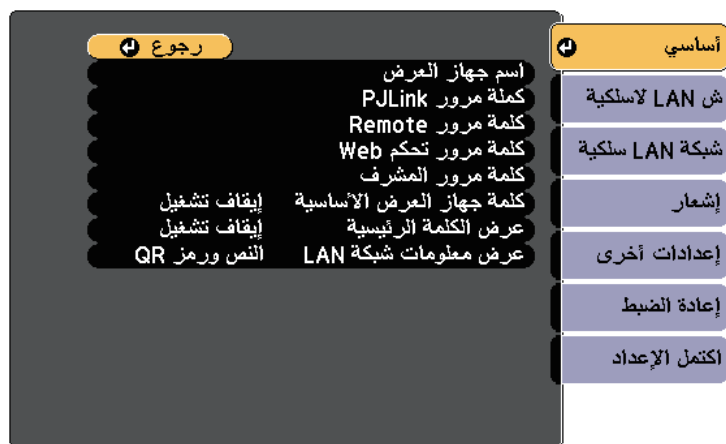 أساسي
ش LAN لاسلكية
شبكة LAN سلكية
إشعار
إعدادات أخرى
إعادة الضبط
اكتمل الإعداد
رجوع
اسم جهاز العرض
كملة مرور PJLink
كلمة مرور Remote
كلمة مرور تحكم Web
كلمة مرور المشرف
كلمة جهاز العرض الأساسية إيقاف تشغيل
عرض الكلمة الرئيسية إيقاف تشغيل
عرض معلومات شبكة LAN النص ورمز QR